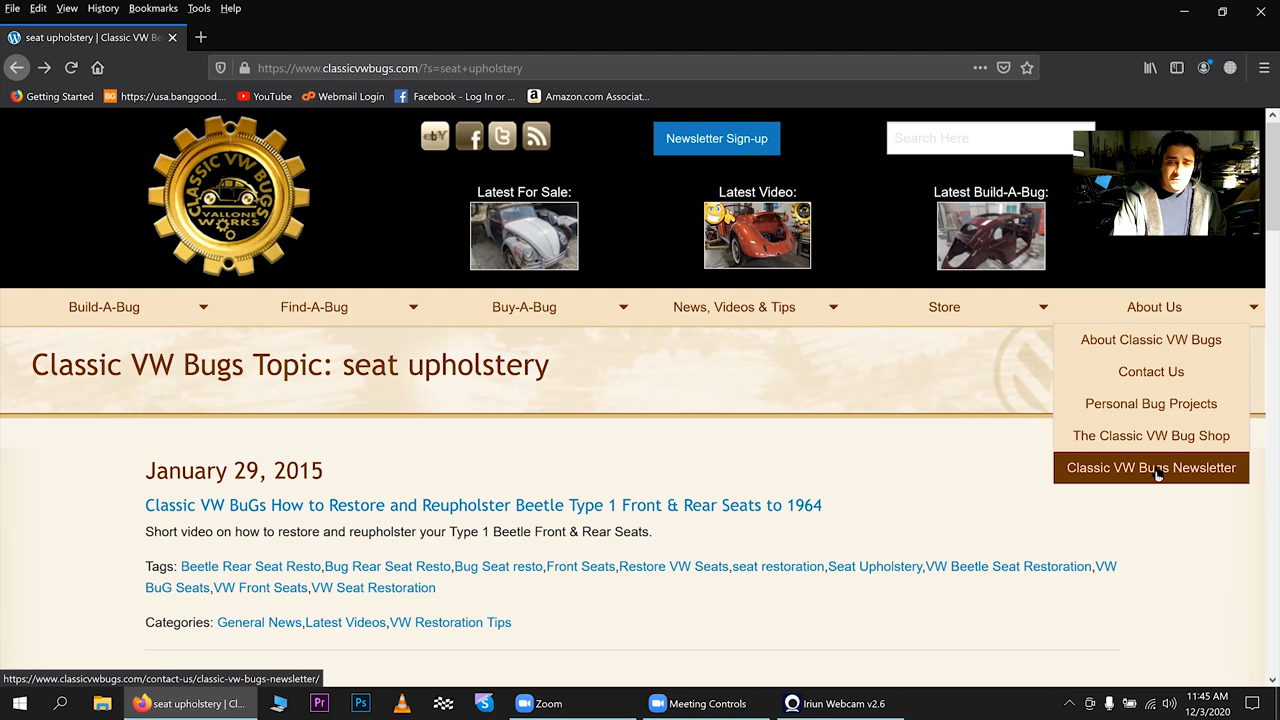 File Edit View History Bookmarks Tools Help
seat upholstery | Classic VW Be
https://www.classicvwbugs.com/?s=seat+upholstery
Getting Started https://usa.banggood.... YouTube Webmail Login Facebook - Log In or ... Amazon.com Associat...
CLASSIC VW BUGS
VALLONE
WORKS
ebY
Newsletter Sign-up
Search Here
Latest For Sale: Latest Video: Latest Build-A-Bug:
Build-A-Bug Find-A-Bug Buy-A-Bug News, Videos & Tips Store About Us
About Classic VW Bugs
Contact Us
Personal Bug Projects
The Classic VW Bug Shop
Classic VW Bugs Newsletter
Classic VW Bugs Topic: seat upholstery
January 29, 2015
Classic VW BuGs How to Restore and Reupholster Beetle Type 1 Front & Rear Seats to 1964
Short video on how to restore and reupholster your Type 1 Beetle Front & Rear Seats.
Tags: Beetle Rear Seat Resto,Bug Rear Seat Resto,Bug Seat resto,Front Seats,Restore VW Seats,seat restoration,Seat Upholstery,VW Beetle Seat Restoration,VW
BuG Seats,VW Front Seats,VW Seat Restoration
Categories: General News,Latest Videos,VW Restoration Tips
https://www.classicvwbugs.com/contact-us/classic-vw-bugs-newsletter/
seat upholstery | Cl... Pr Ps Zoom Meeting Controls Iriun Webcam v2.6
11:45 AM
12/3/2020